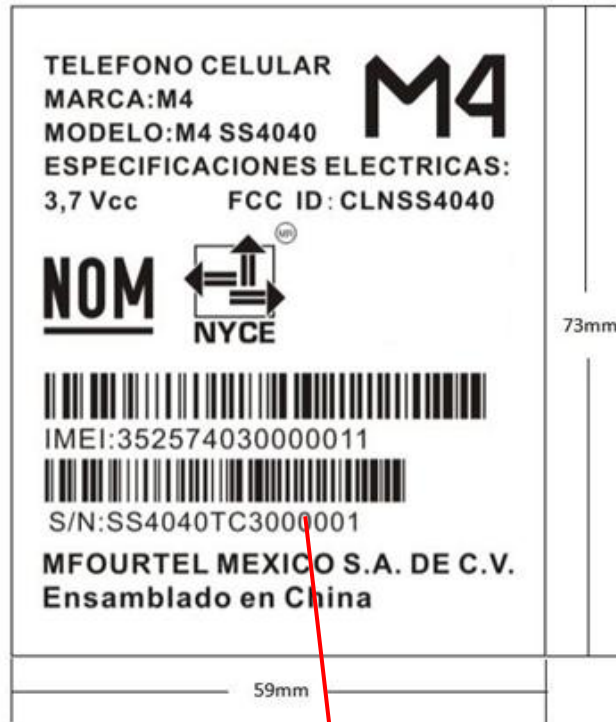 TELEFONO CELULAR
M4
MARCA:M4
MODELO:M4 SS4040
ESPECIFICACIONES ELECTRICAS:
3,7 Vcc FCC ID:CLNSS4040
MR
NOM
NYCE
73mm
IMEI:352574030000011
S/N:SS4040TC3000001
MFOURTEL MEXICO S.A. DE C.V.
Ensamblado en China
59mm